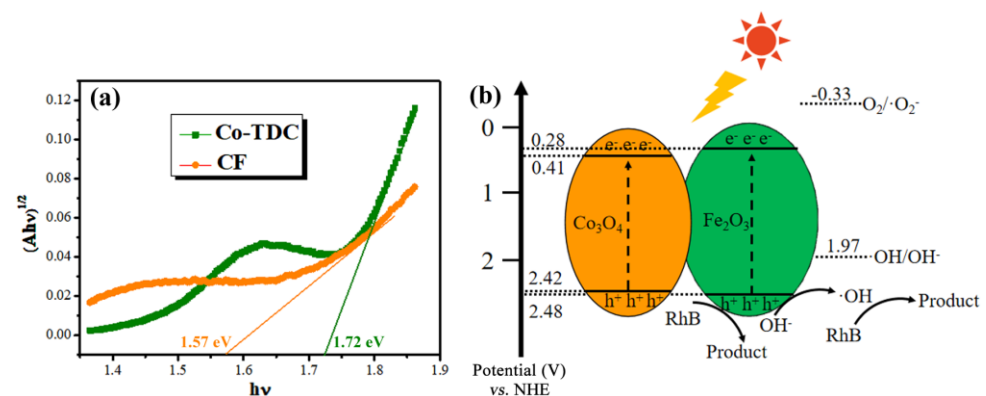 (a)
Co-TDC
CF
0.12
0.10
0.08
0.06
0.04
0.02
0.00
(Ahν)1/2
1.57 eV
1.72 eV
1.4
1.5
1.6
1.7
1.8
1.9
hν
(b)
-0.33
O2/·O2-
0
0.28
0.41
1
2
2.42
2.48
e- e- e-
e- e- e-
Co3O4
Fe2O3
1.97
OH/OH-
h+ h+ h+
h+ h+ h+
·OH
RhB
OH-
Product
RhB
Product
Potential (V)
vs. NHE